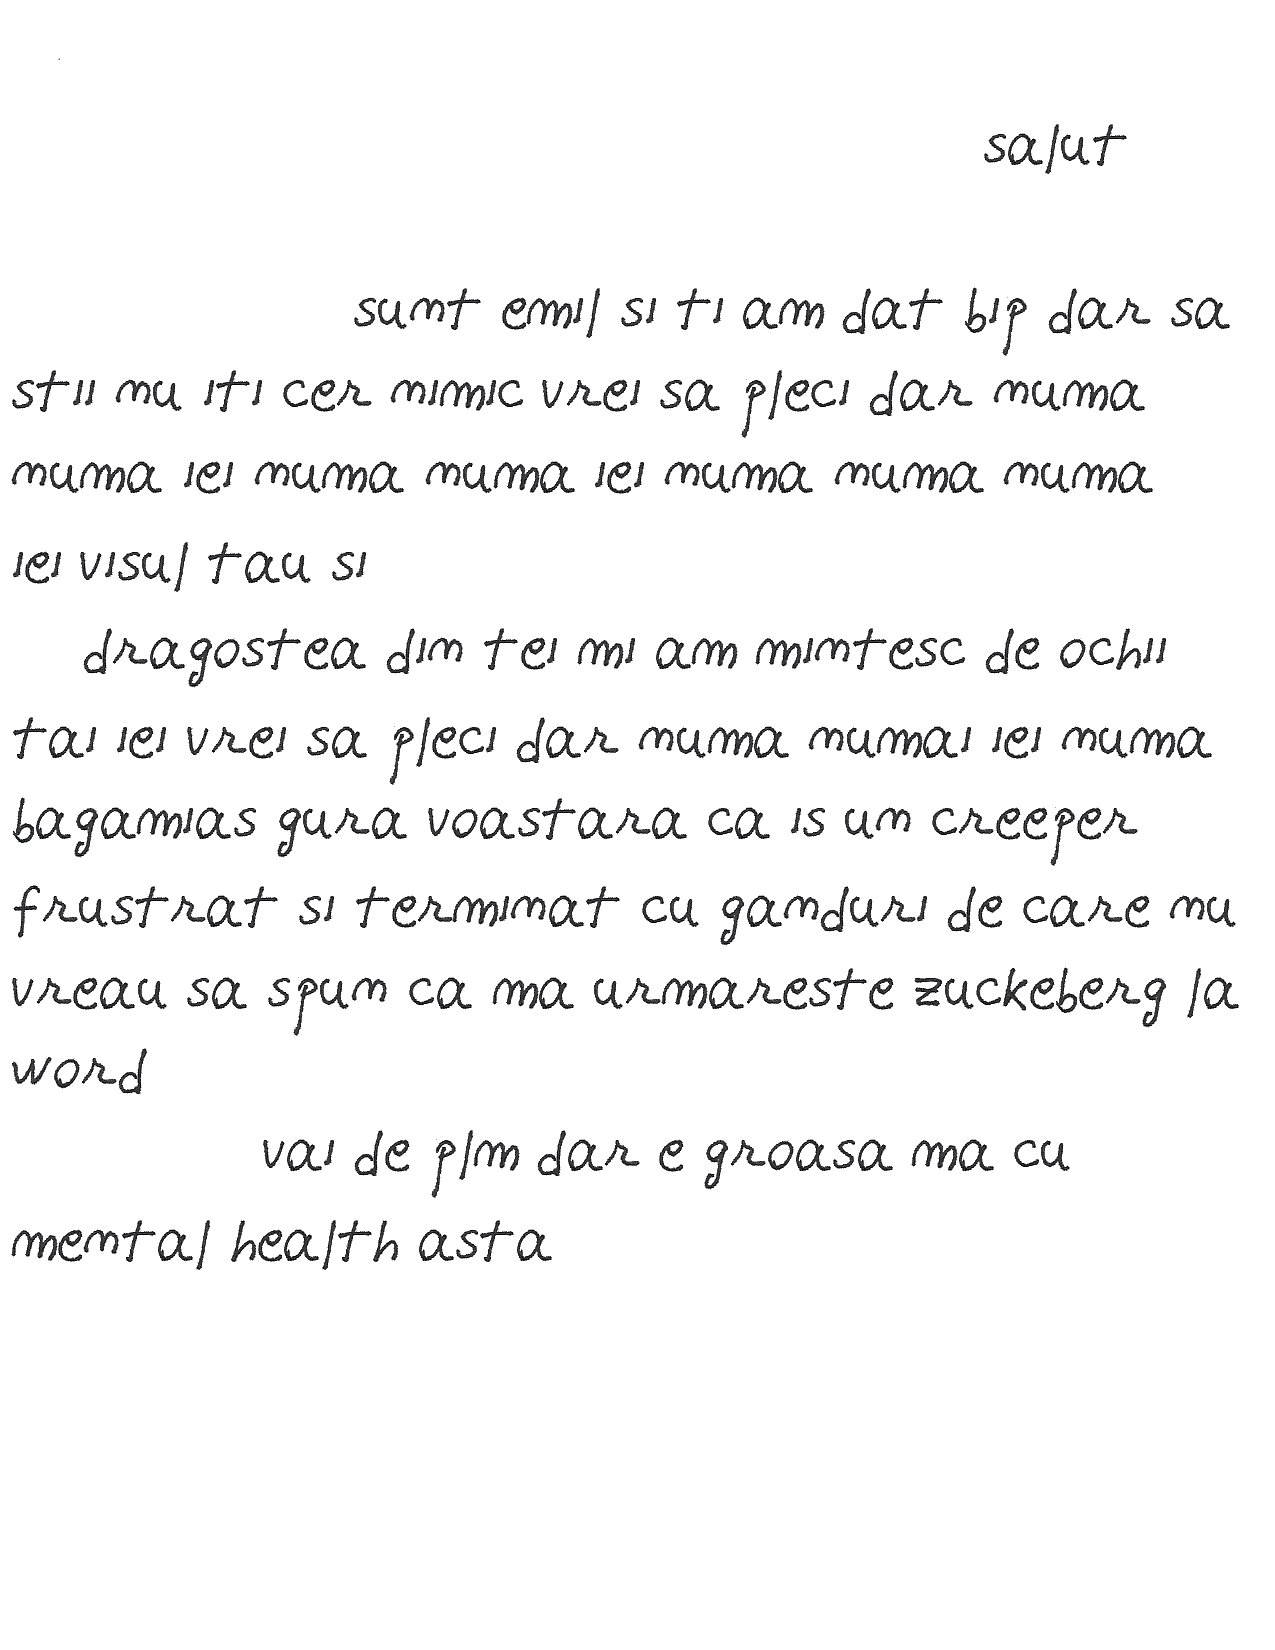 salut
sunt emil si ti am dat bip dar sa
stii nu iti cer nimic vrei sa pleci dar numa
numa iei numa numa iei numa numa numa
iei visul tau si
dragostea din tei mi am mintesc de ochii
tai iei vrei sa pleci dar numa numai iei numa
bagamias gura voastara ca is un creeper
frustrat si terminat cu ganduri de care nu
vreau sa spun ca ma urmareste zuckeberg la
word
vai de plm dar e groasa ma cu
mental health asta